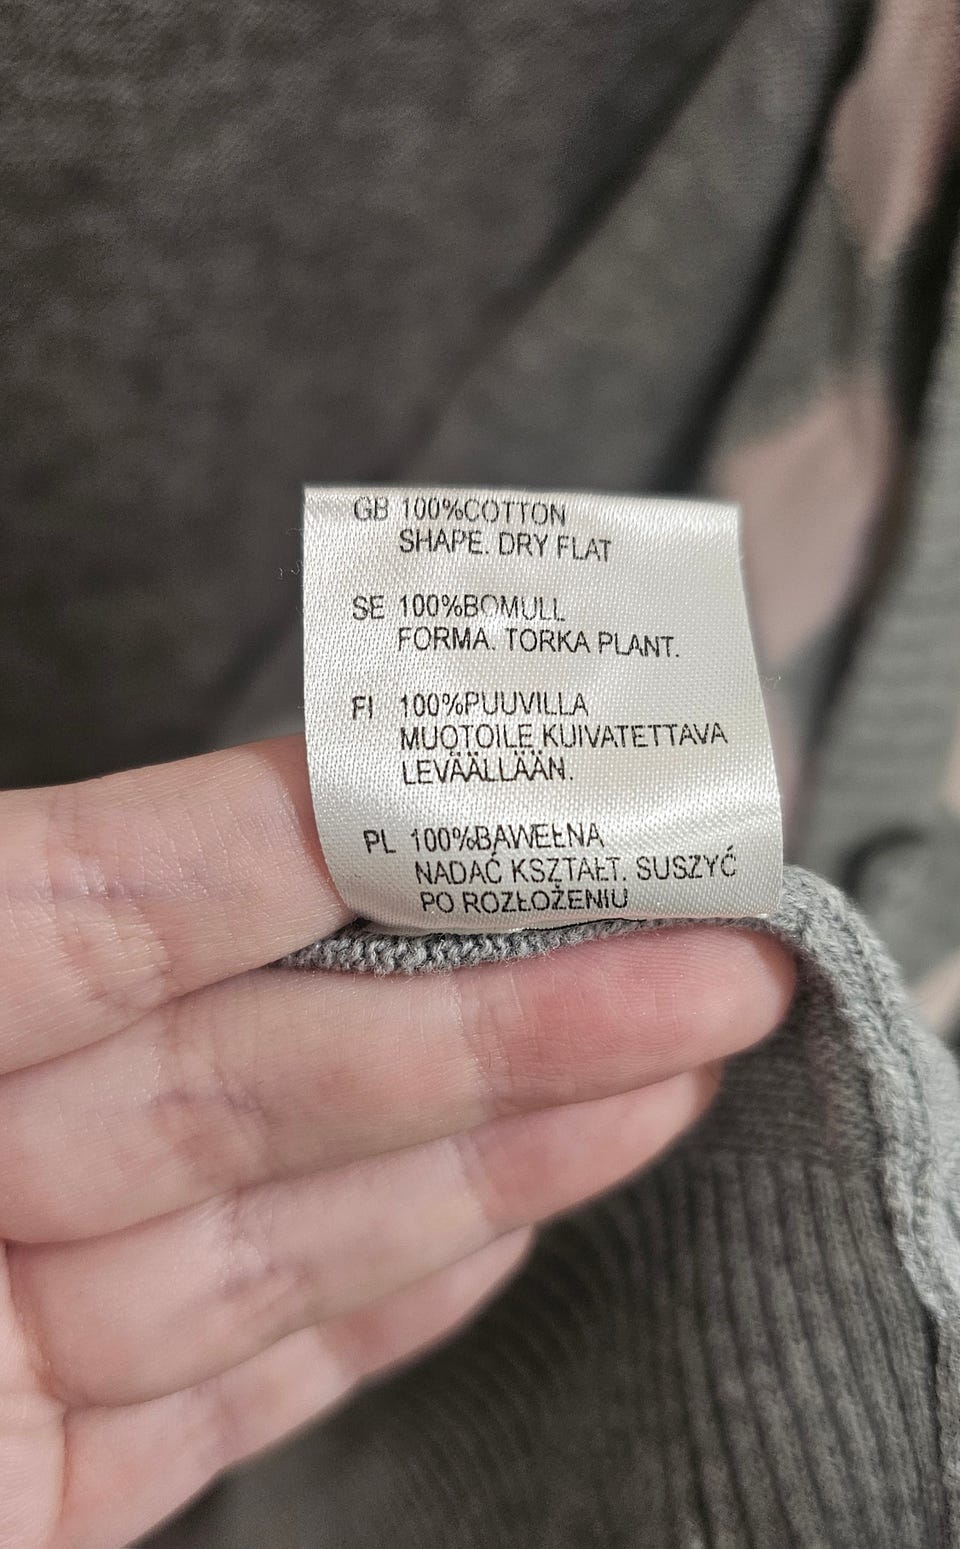 GB 100%COTTON
SHAPE. DRY FLAT
SE 100%BOMULL
FORMA. TORKA PLANT.
FI 100%PUUVILLA
MUOTOILE KUIVATETTAVA
LEVÄÄLLÄÄN.
PL 100%BAWEŁNA
NADAĆ KSZTAŁT. SUSZYĆ
PO ROZŁOŻENIU